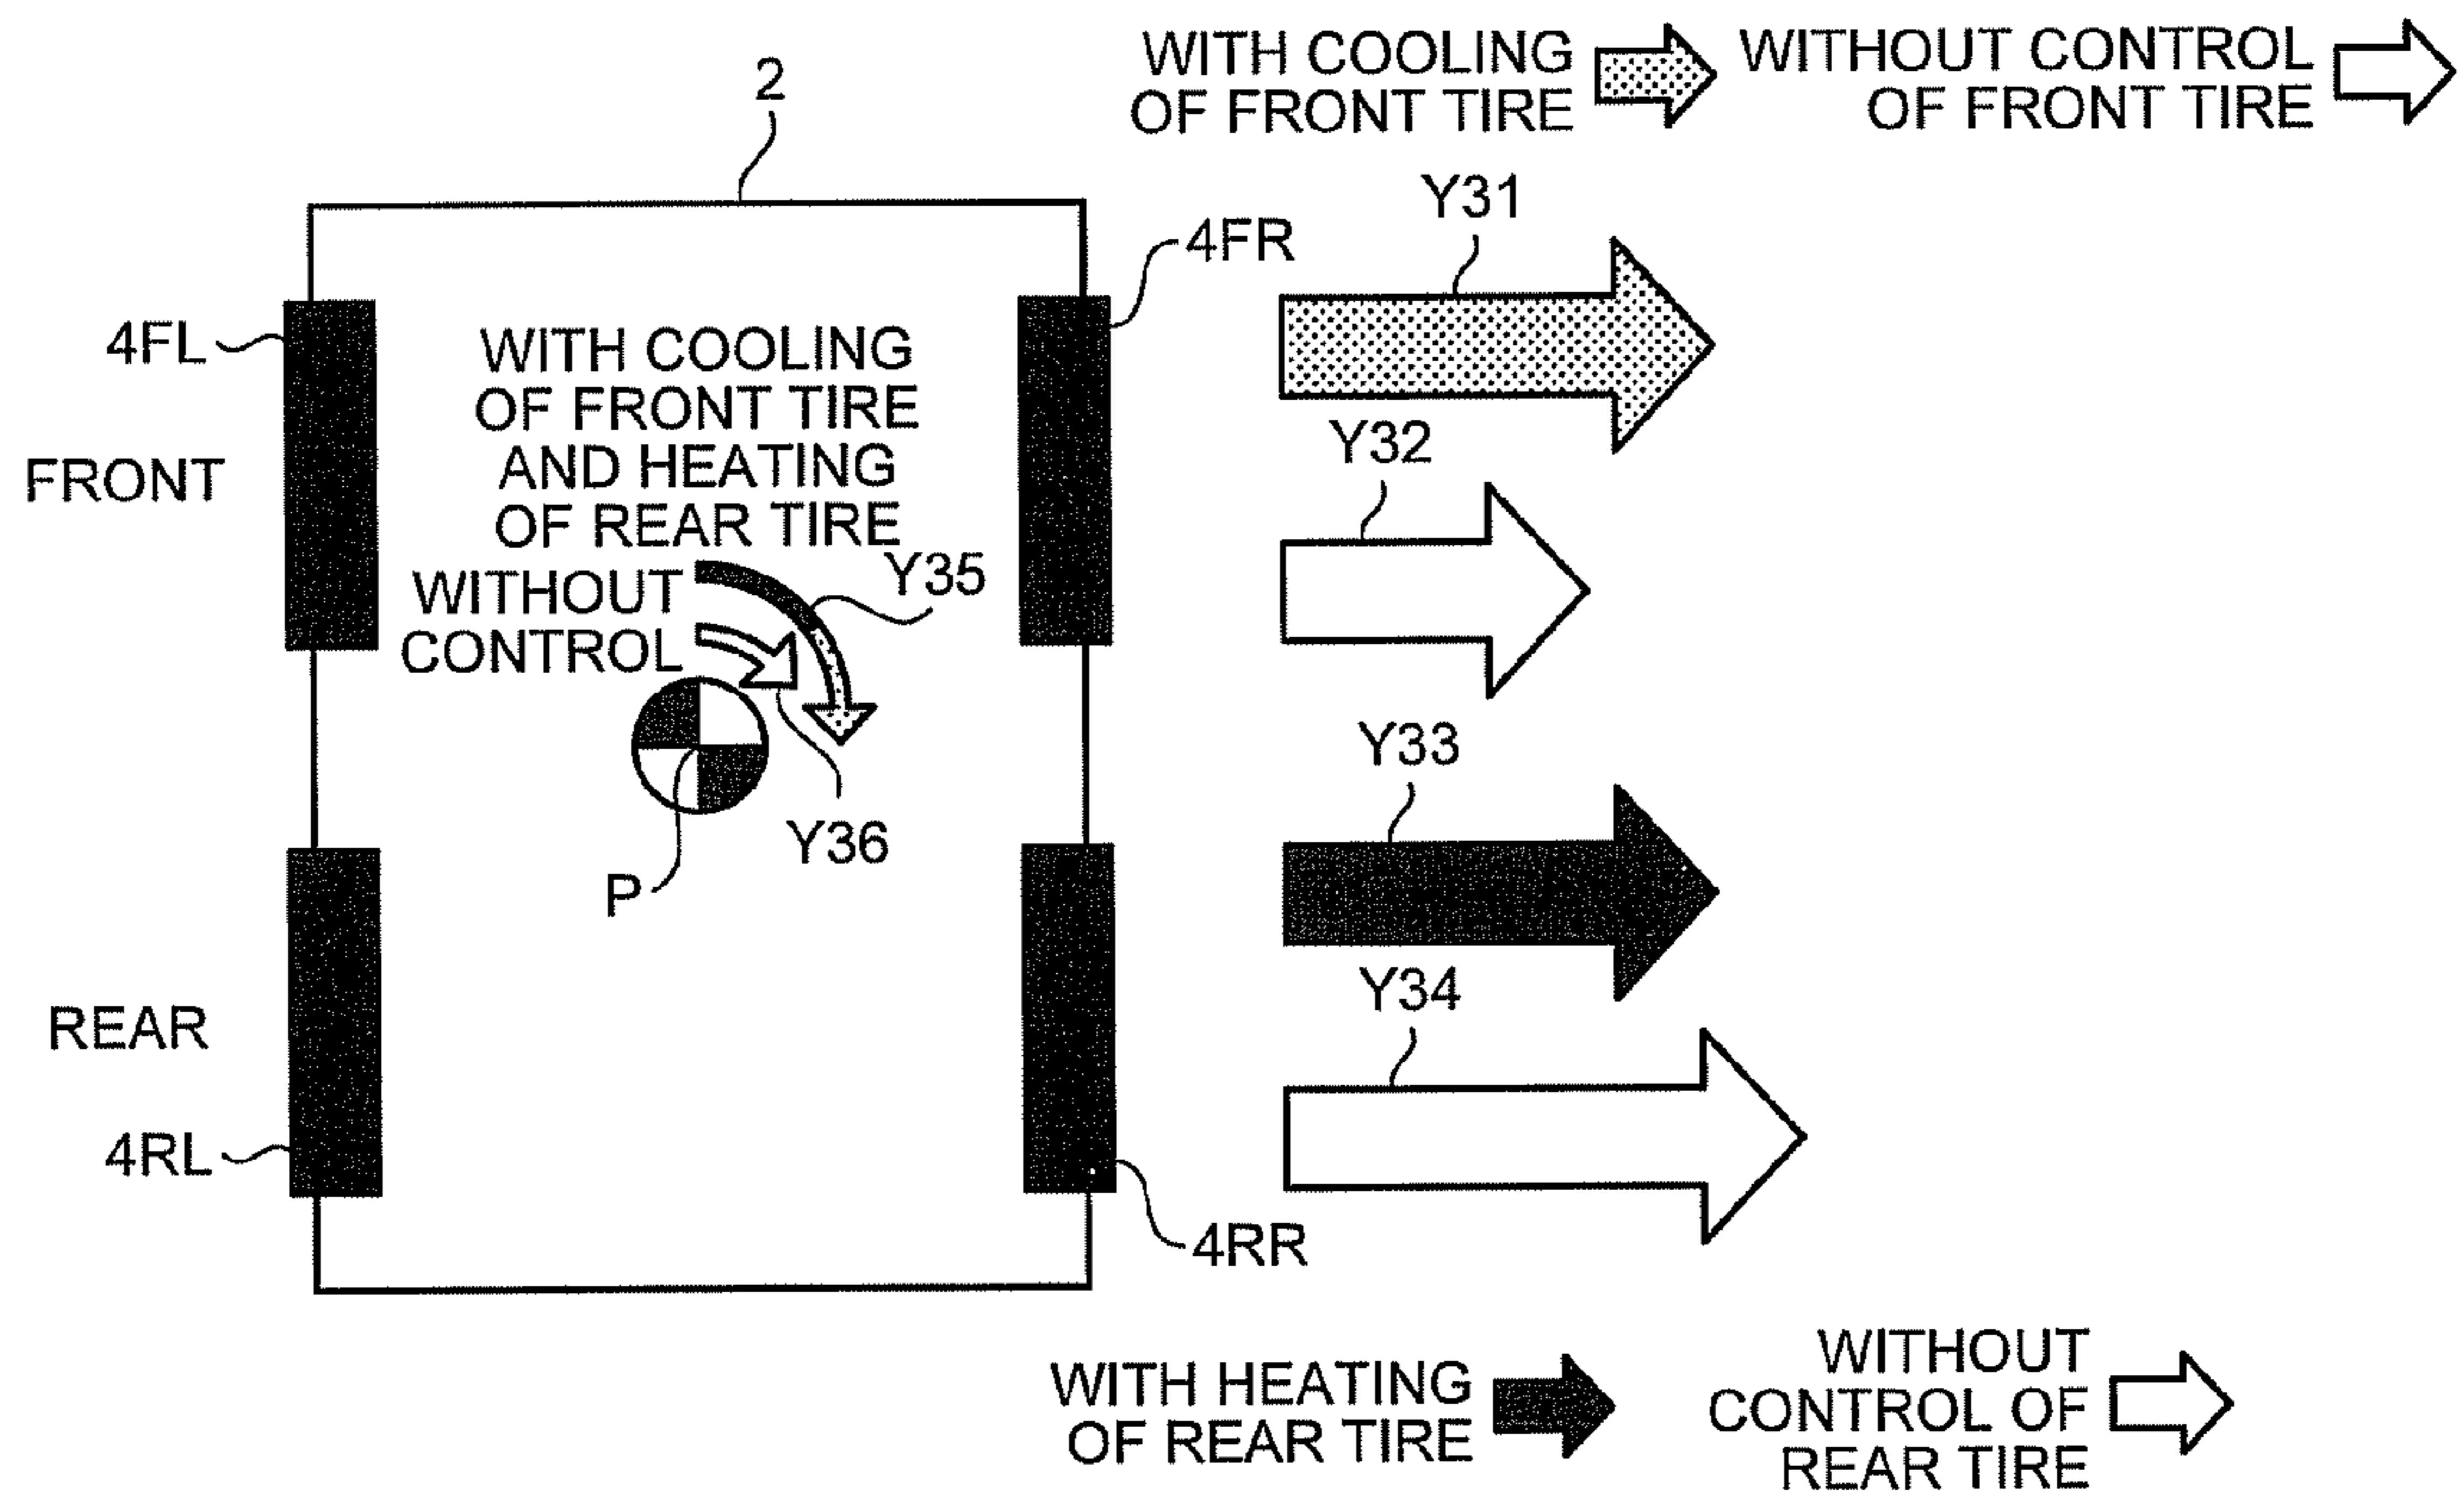 WITH COOLING
OF FRONT TIRE
WITHOUT CONTROL
OF FRONT TIRE
2
Y31
4FR
4FL
WITH COOLING
OF FRONT TIRE
AND HEATING
OF REAR TIRE
Y32
FRONT
Y35
WITHOUT
CONTROL
Y33
Y36
P
Y34
REAR
4RL
4RR
WITH HEATING
OF REAR TIRE
WITHOUT
CONTROL OF
REAR TIRE